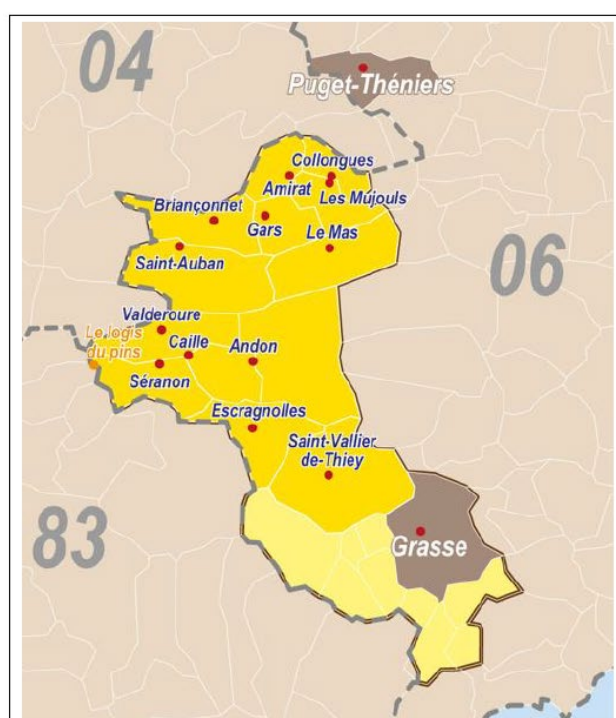 04
Puget-Théniers
Collongues
Amirat
Les Mújouls
Briançonnet
Gars
Le Mas
06
Saint-Auban
Valderoure
Le logis
du pins
Caille
Andon
Séranon
Escragnolles
Saint-Vallier
de-Thiey
83
Grasse